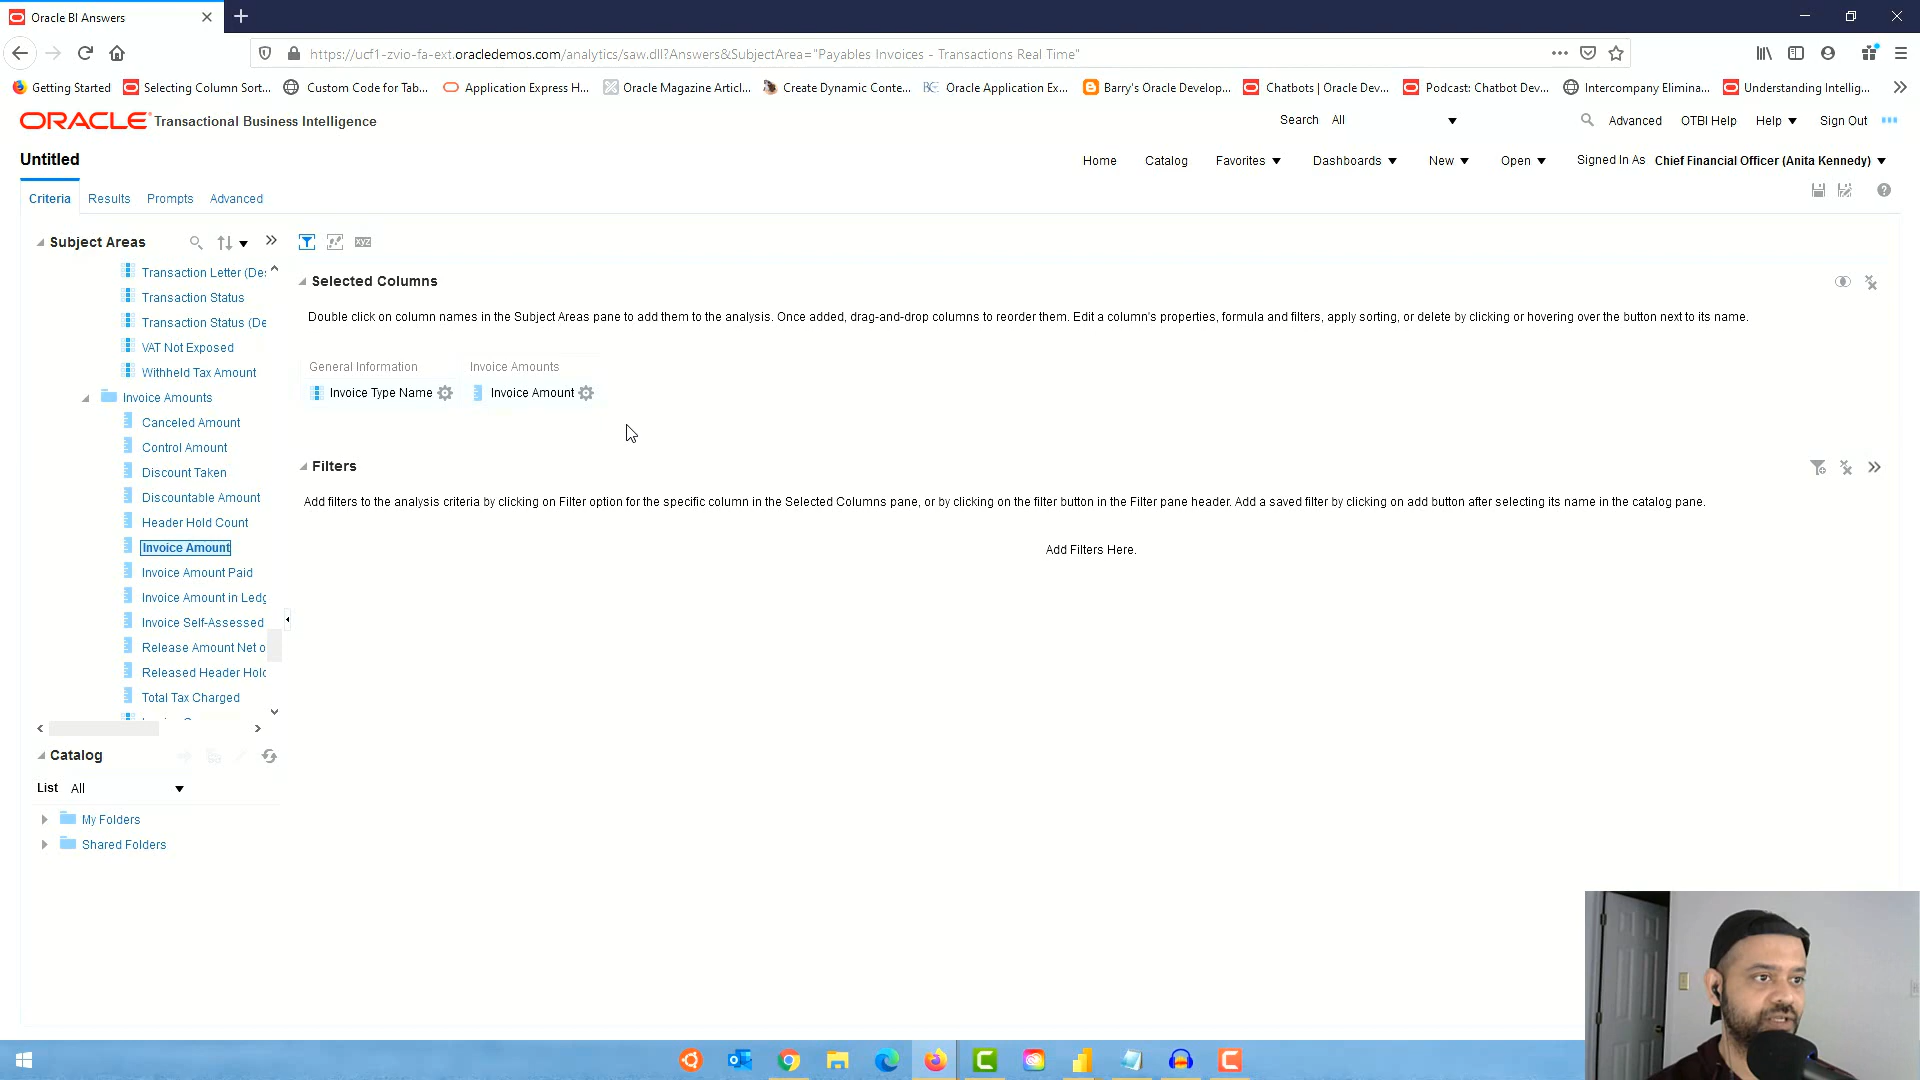 Oracle BI Answers
https://ucf1-zvio-fa-ext.oracledemos.com/analytics/saw.dll?Answers&SubjectArea="Payables Invoices - Transactions Real Time"
Getting Started
Selecting Column Sort...
Custom Code for Tab...
Application Express H...
Oracle Magazine Articl...
Create Dynamic Conte...
Oracle Application Ex...
Barry's Oracle Develop...
Chatbots | Oracle Dev...
Podcast: Chatbot Dev...
Intercompany Elimina...
Understanding Intellig...
ORACLE Transactional Business Intelligence
Search All
Advanced
OTBI Help
Help
Sign Out
Untitled
Home
Catalog
Favorites
Dashboards
New
Open
Signed In As Chief Financial Officer (Anita Kennedy)
Criteria
Results
Prompts
Advanced
Subject Areas
Transaction Letter (Des
Transaction Status
Transaction Status (De
VAT Not Exposed
Withheld Tax Amount
Invoice Amounts
Canceled Amount
Control Amount
Discount Taken
Discountable Amount
Header Hold Count
Invoice Amount
Invoice Amount Paid
Invoice Amount in Ledg
Invoice Self-Assessed
Release Amount Net o
Released Header Hold
Total Tax Charged
Catalog
List All
My Folders
Shared Folders
xyz
Selected Columns
Double click on column names in the Subject Areas pane to add them to the analysis. Once added, drag-and-drop columns to reorder them. Edit a column's properties, formula and filters, apply sorting, or delete by clicking or hovering over the button next to its name.
General Information
Invoice Type Name
Invoice Amounts
Invoice Amount
Filters
Add filters to the analysis criteria by clicking on Filter option for the specific column in the Selected Columns pane, or by clicking on the filter button in the Filter pane header. Add a saved filter by clicking on add button after selecting its name in the catalog pane.
Add Filters Here.